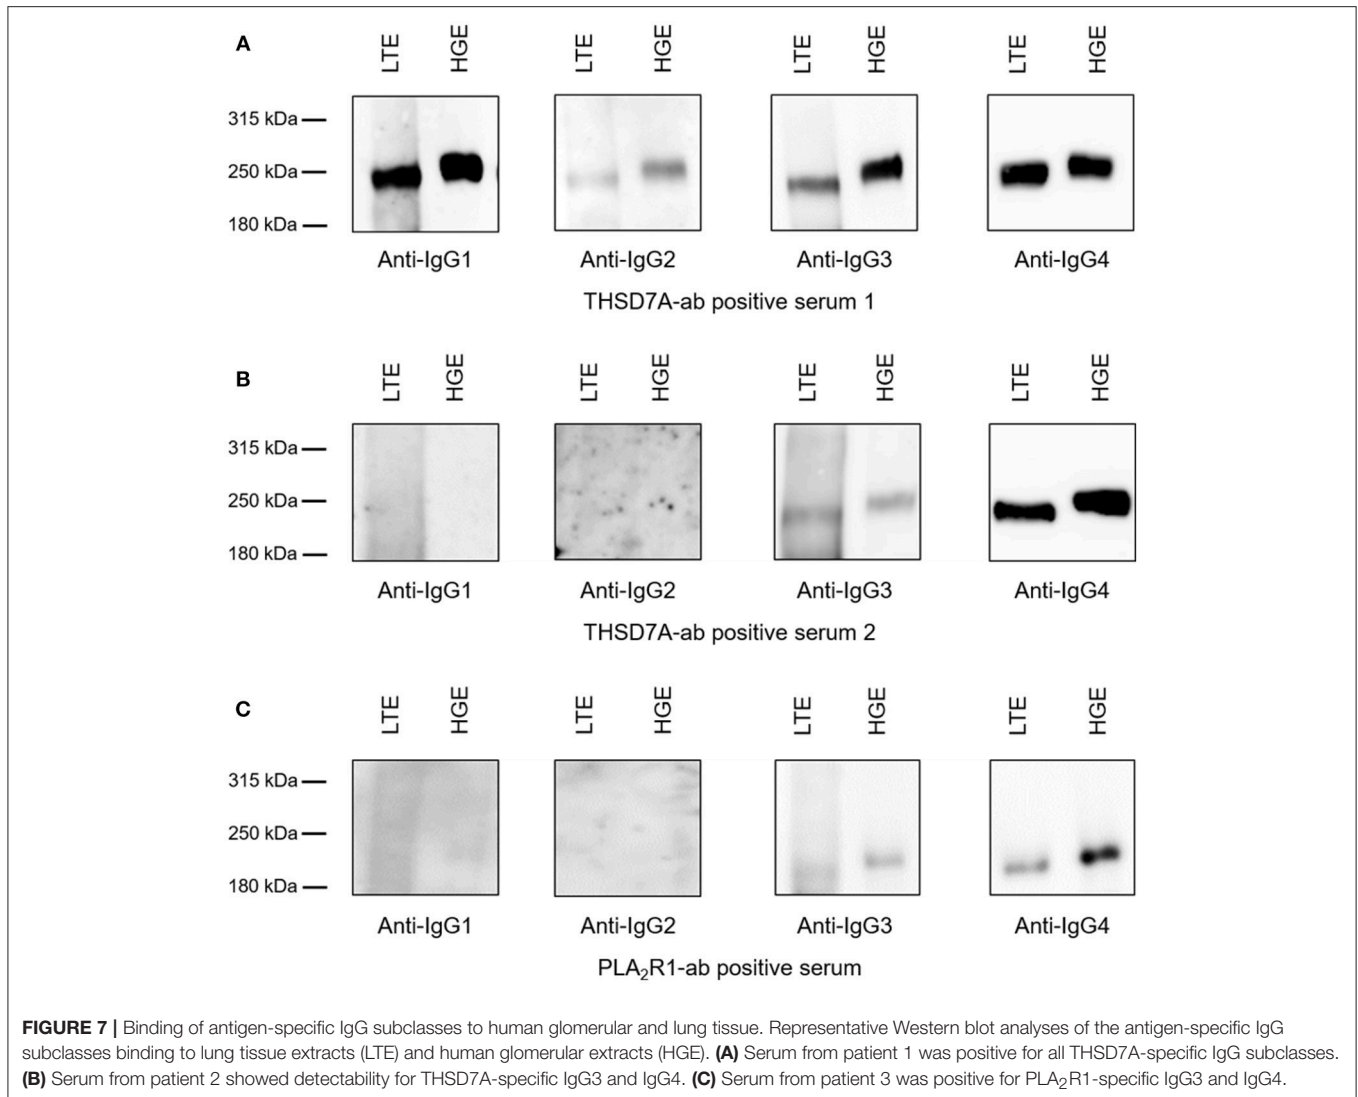 A
LTE HGE LTE HGE LTE HGE LTE HGE
315 kDa
250 kDa
180 kDa
Anti-IgG1 Anti-IgG2 Anti-IgG3 Anti-IgG4
THSD7A-ab positive serum 1
B
LTE HGE LTE HGE LTE HGE LTE HGE
315 kDa
250 kDa
180 kDa
Anti-IgG1 Anti-IgG2 Anti-IgG3 Anti-IgG4
THSD7A-ab positive serum 2
C
LTE HGE LTE HGE LTE HGE LTE HGE
315 kDa
250 kDa
180 kDa
Anti-IgG1 Anti-IgG2 Anti-IgG3 Anti-IgG4
PLA₂R1-ab positive serum
FIGURE 7 | Binding of antigen-specific IgG subclasses to human glomerular and lung tissue. Representative Western blot analyses of the antigen-specific IgG
subclasses binding to lung tissue extracts (LTE) and human glomerular extracts (HGE). (A) Serum from patient 1 was positive for all THSD7A-specific IgG subclasses.
(B) Serum from patient 2 showed detectability for THSD7A-specific IgG3 and IgG4. (C) Serum from patient 3 was positive for PLA₂R1-specific IgG3 and IgG4.